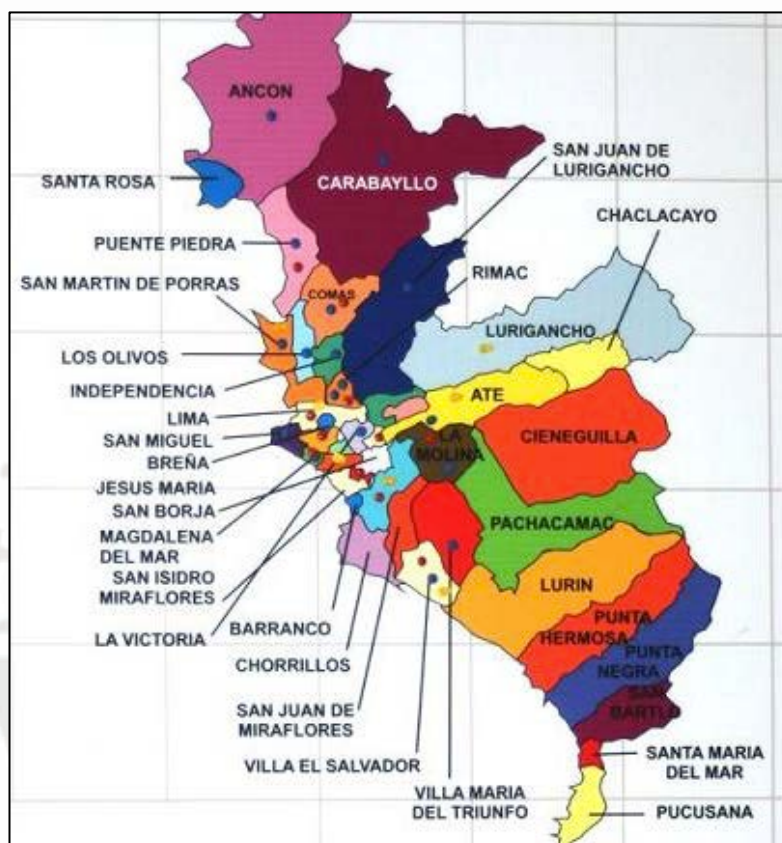 ANCON
SANTA ROSA
CARABAYLLO
SAN JUAN DE
LURIGANCHO
CHACLACAYO
PUENTE PIEDRA
SAN MARTIN DE PORRAS
COMAS
RIMAC
LURIGANCHO
LOS OLIVOS
INDEPENDENCIA
ATE
LIMA
SAN MIGUEL
BREÑA
LA
MOLINA
CIENEGUILLA
JESUS MARIA
SAN BORJA
MAGDALENA
DEL MAR
SAN ISIDRO
MIRAFLORES
PACHACAMAC
LURIN
LA VICTORIA
BARRANCO
CHORRILLOS
PUNTA
HERMOSA
PUNTA
NEGRA
SAN
BARTLO
SAN JUAN DE
MIRAFLORES
VILLA EL SALVADOR
VILLA MARIA
DEL TRIUNFO
SANTA MARIA
DEL MAR
PUCUSANA